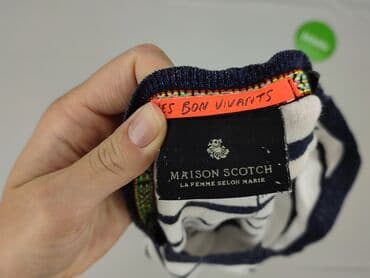 ES BON VIVANTS
MAISON SCOTCH
LA FEMME SELON MARIE